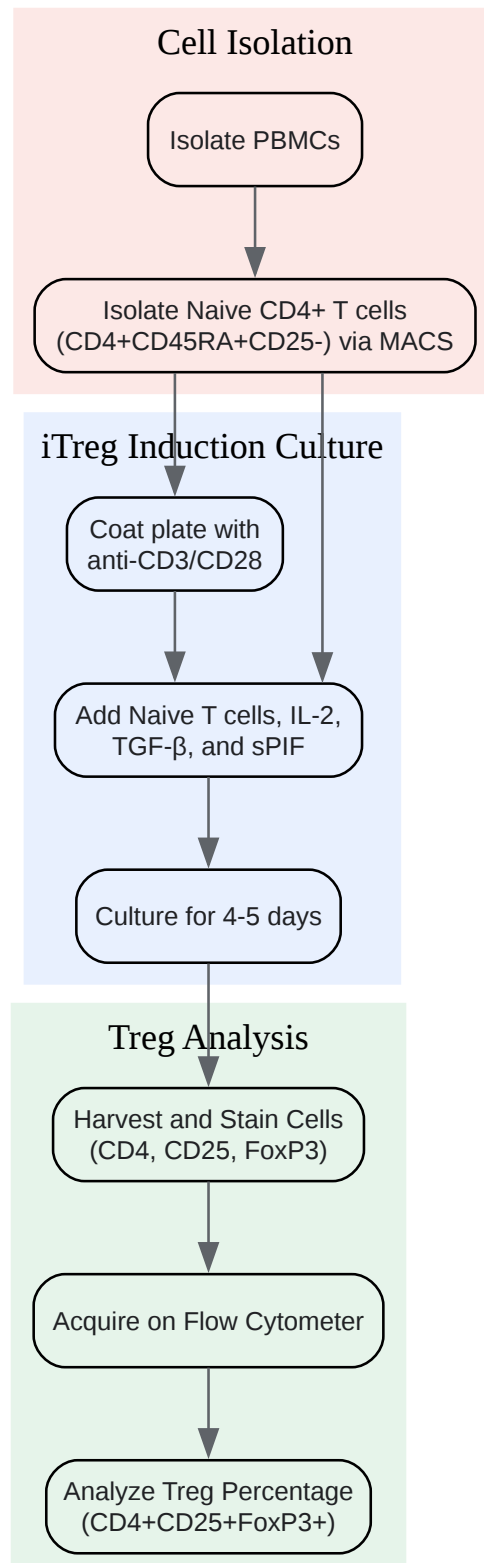 Cell Isolation
Isolate PBMCs
Isolate Naive CD4+ T cells
(CD4+CD45RA+CD25-) via MACS
iTreg Induction Culture
Coat plate with
anti-CD3/CD28
Add Naive T cells, IL-2,
TGF-β, and sPIF
Culture for 4-5 days
Treg Analysis
Harvest and Stain Cells
(CD4, CD25, FoxP3)
Acquire on Flow Cytometer
Analyze Treg Percentage
(CD4+CD25+FoxP3+)